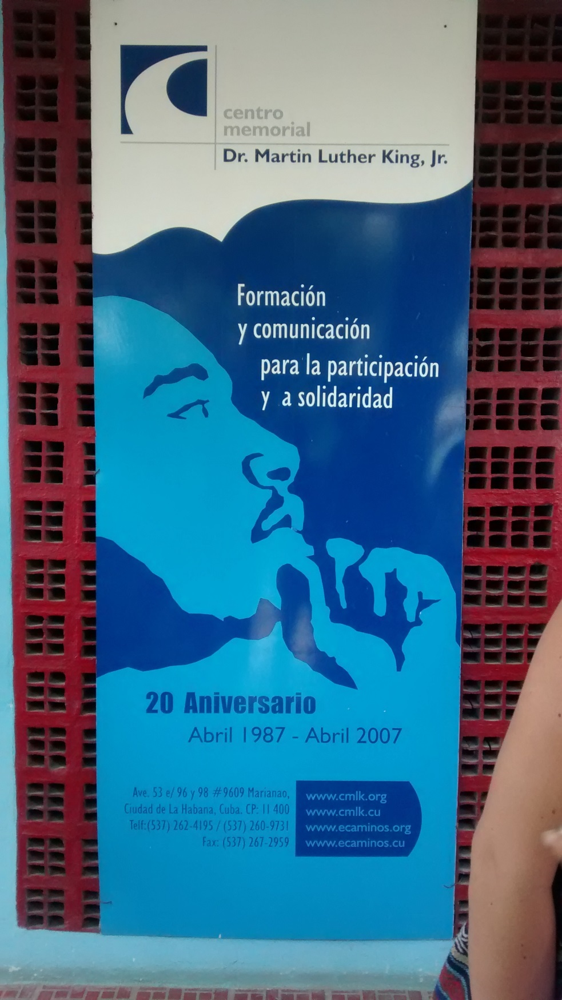 centro
memorial
Dr. Martin Luther King, Jr.
Formación
y comunicación
para la participación
y a solidaridad
20 Aniversario
Abril 1987 - Abril 2007
Ave. 53 e/ 96 y 98 #9609 Marianao,
Ciudad de La Habana, Cuba. CP: 11 400
Telf:(537) 262-4195 / (537) 260-9731
Fax: (537) 267-2959
www.cmlk.org
www.cmlk.cu
www.ecaminos.org
www.ecaminos.cu